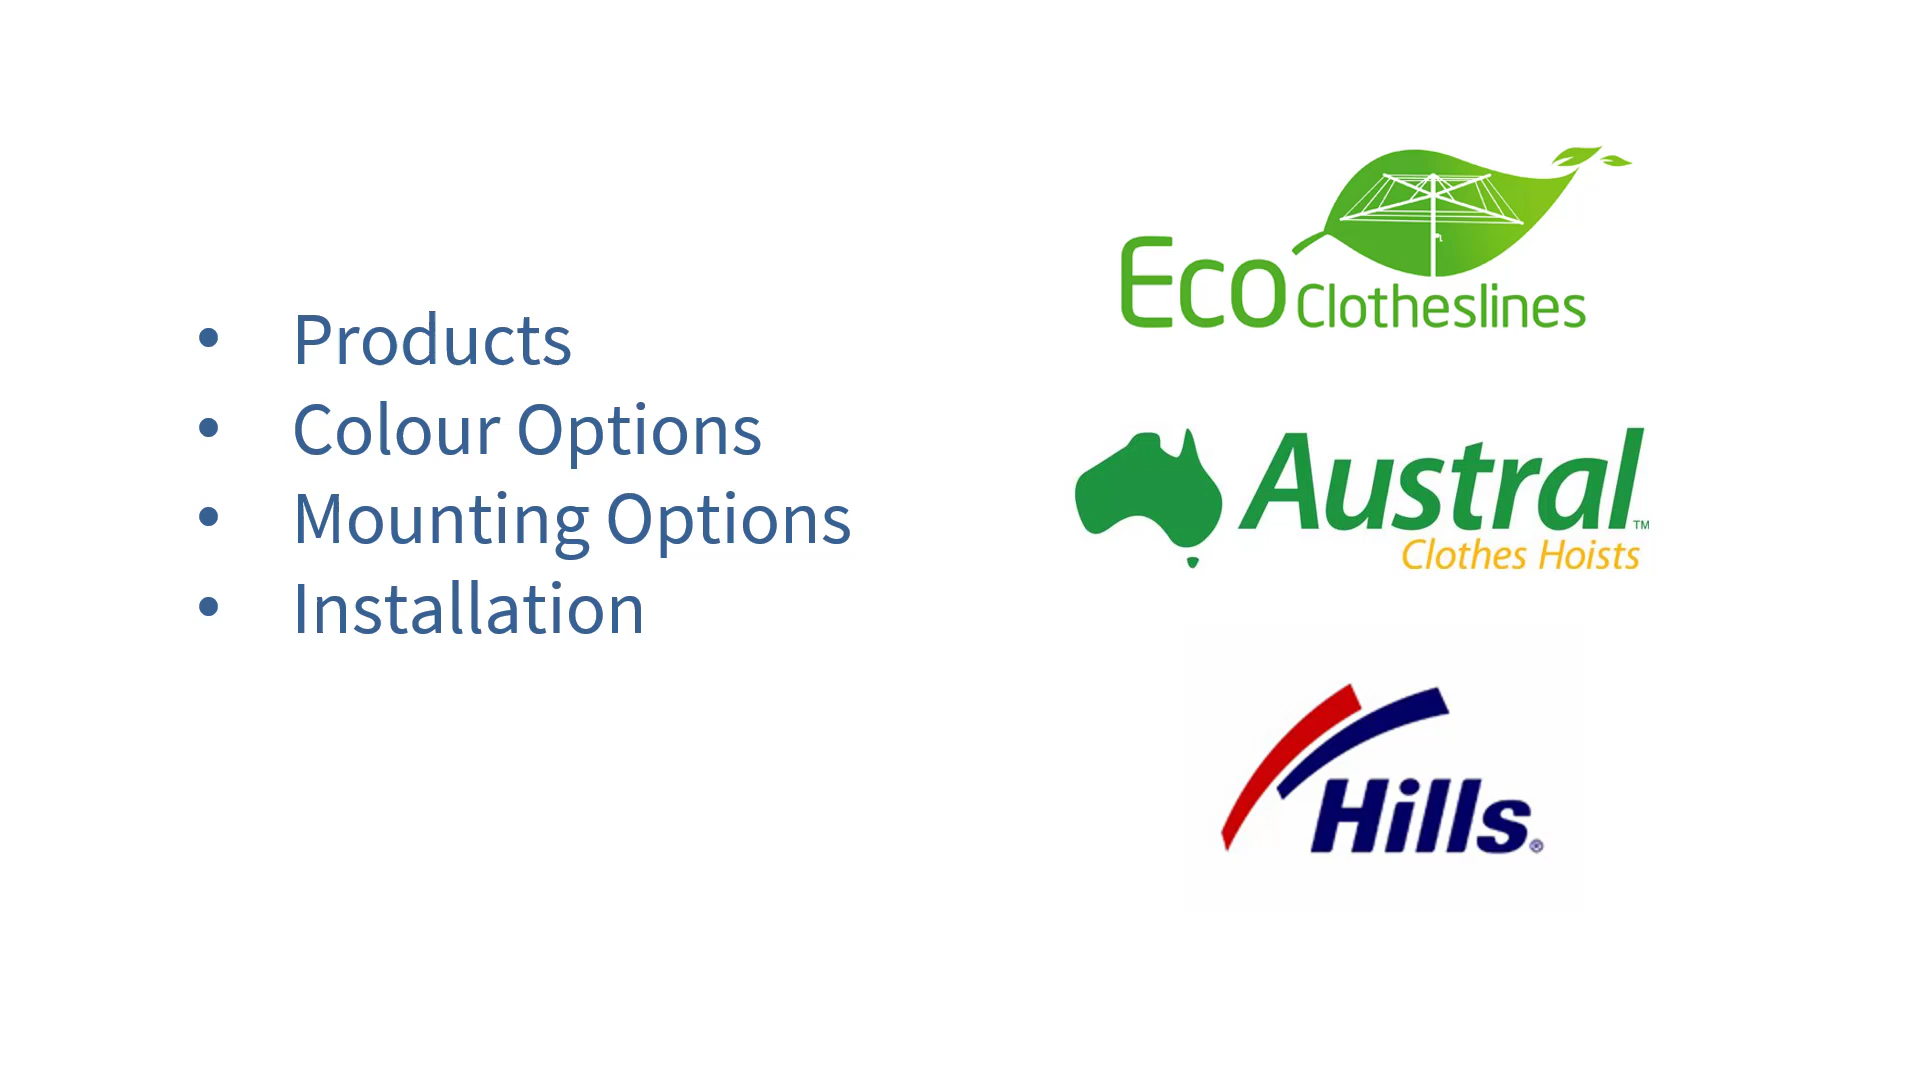 • Products
• Colour Options
• Mounting Options
• Installation
Eco Clotheslines
Austral™
Clothes Hoists
Hills®